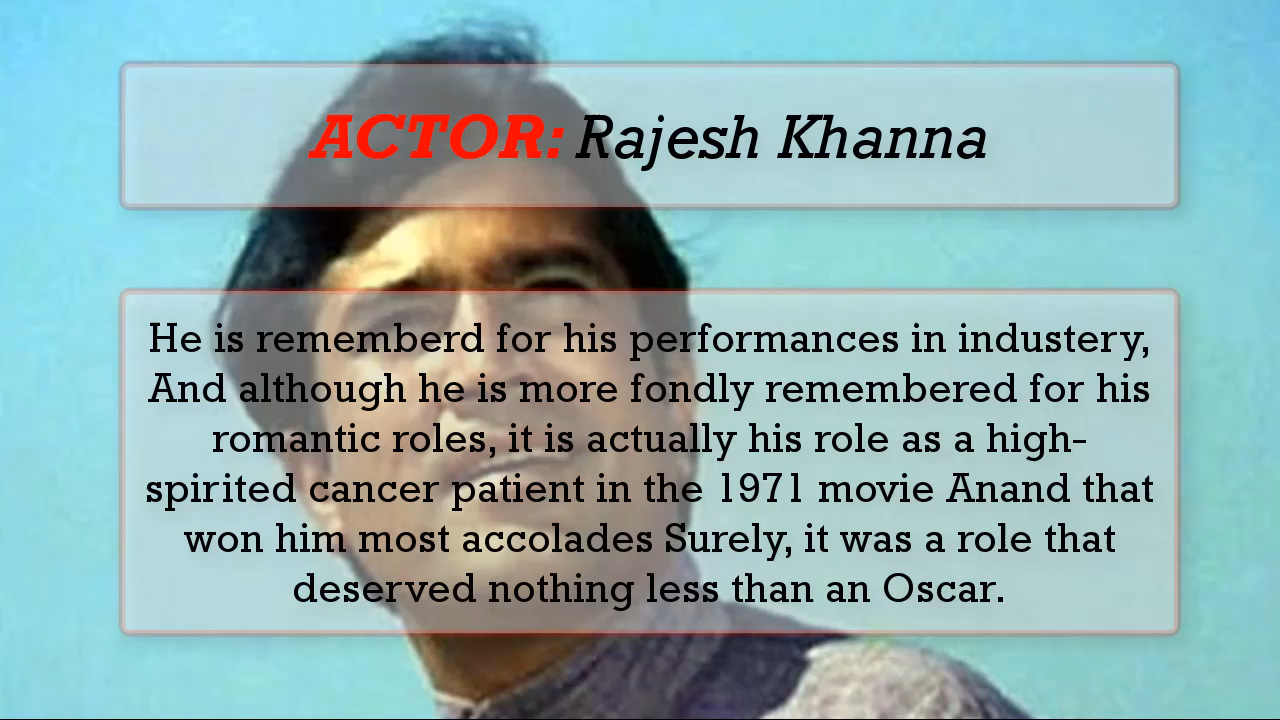 ACTOR: Rajesh Khanna
He is rememberd for his performances in industery,
And although he is more fondly remembered for his
romantic roles, it is actually his role as a high-
spirited cancer patient in the 1971 movie Anand that
won him most accolades Surely, it was a role that
deserved nothing less than an Oscar.